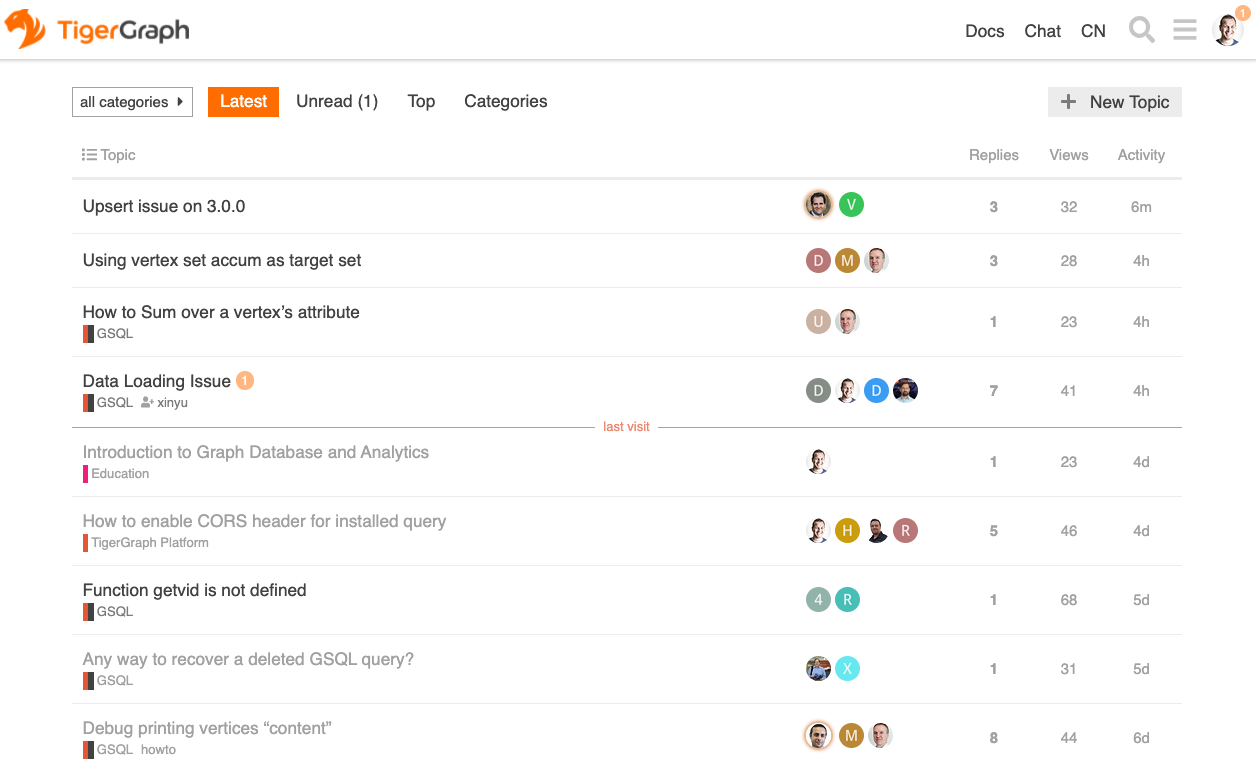 TigerGraph
Docs Chat CN
1
all categories Latest Unread (1) Top Categories
New Topic
Topic Replies Views Activity
Upsert issue on 3.0.0 V 3 32 6m
Using vertex set accum as target set D M 3 28 4h
How to Sum over a vertex’s attribute U 1 23 4h
GSQL
Data Loading Issue 1 D D 7 41 4h
GSQL xinyu
last visit
Introduction to Graph Database and Analytics 1 23 4d
Education
How to enable CORS header for installed query H R 5 46 4d
TigerGraph Platform
Function getvid is not defined 4 R 1 68 5d
GSQL
Any way to recover a deleted GSQL query? X 1 31 5d
GSQL
Debug printing vertices “content” M 8 44 6d
GSQL howto